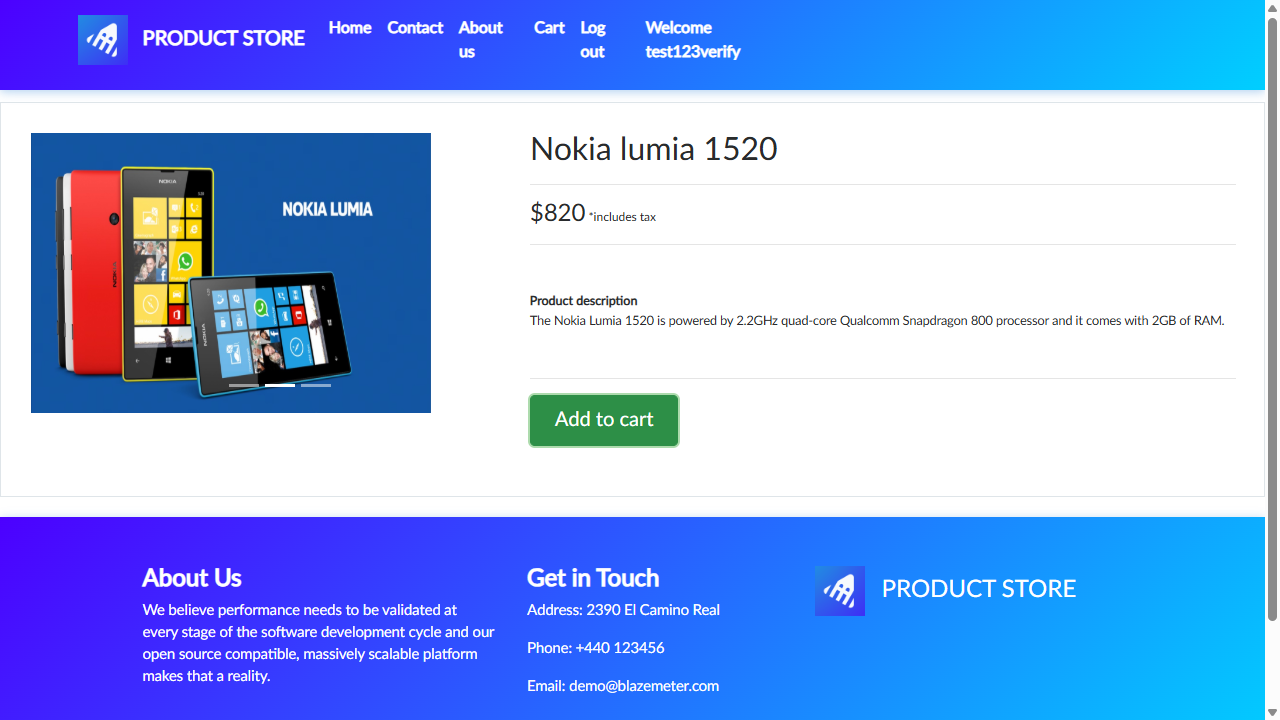 PRODUCT STORE
Home
Contact
About us
Cart
Log out
Welcome test123verify
NOKIA LUMIA
Nokia lumia 1520
$820 *includes tax
Product description
The Nokia Lumia 1520 is powered by 2.2GHz quad-core Qualcomm Snapdragon 800 processor and it comes with 2GB of RAM.
Add to cart
About Us
We believe performance needs to be validated at
every stage of the software development cycle and our
open source compatible, massively scalable platform
makes that a reality.
Get in Touch
Address: 2390 El Camino Real
Phone: +440 123456
Email: demo@blazemeter.com
PRODUCT STORE